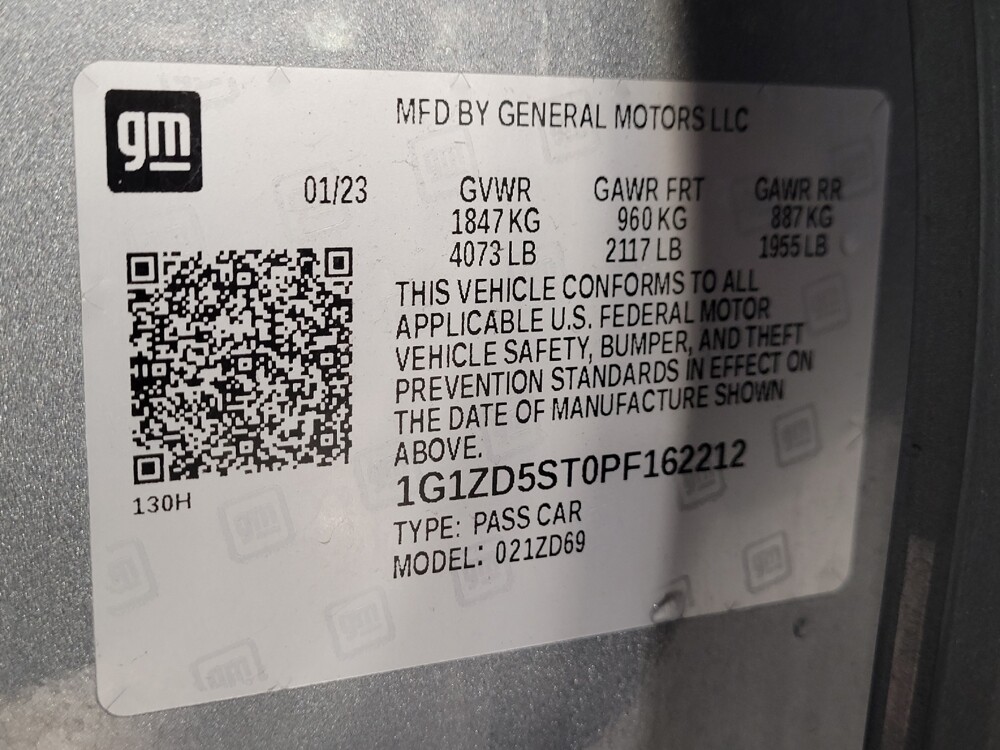 gm
MFD BY GENERAL MOTORS LLC
01/23 GVWR GAWR FRT GAWR RR
1847 KG 960 KG 887 KG
4073 LB 2117 LB 1955 LB
THIS VEHICLE CONFORMS TO ALL
APPLICABLE U.S. FEDERAL MOTOR
VEHICLE SAFETY, BUMPER, AND THEFT
PREVENTION STANDARDS IN EFFECT ON
THE DATE OF MANUFACTURE SHOWN
ABOVE.
1G1ZD5ST0PF162212
130H
TYPE: PASS CAR
MODEL: 021ZD69